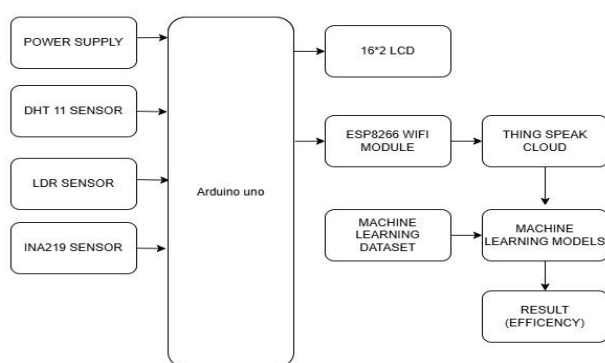 POWER SUPPLY
DHT 11 SENSOR
LDR SENSOR
INA219 SENSOR
Arduino uno
16*2 LCD
ESP8266 WIFI
MODULE
THING SPEAK
CLOUD
MACHINE
LEARNING
DATASET
MACHINE
LEARNING MODELS
RESULT
(EFFICENCY)